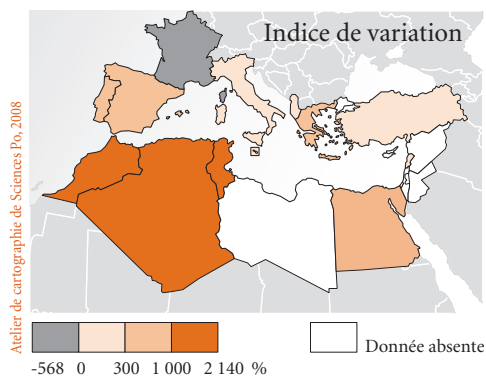 Indice de variation
Atelier de cartographie de Sciences Po, 2008
-568 0 300 1 000 2 140 %
Donnée absente